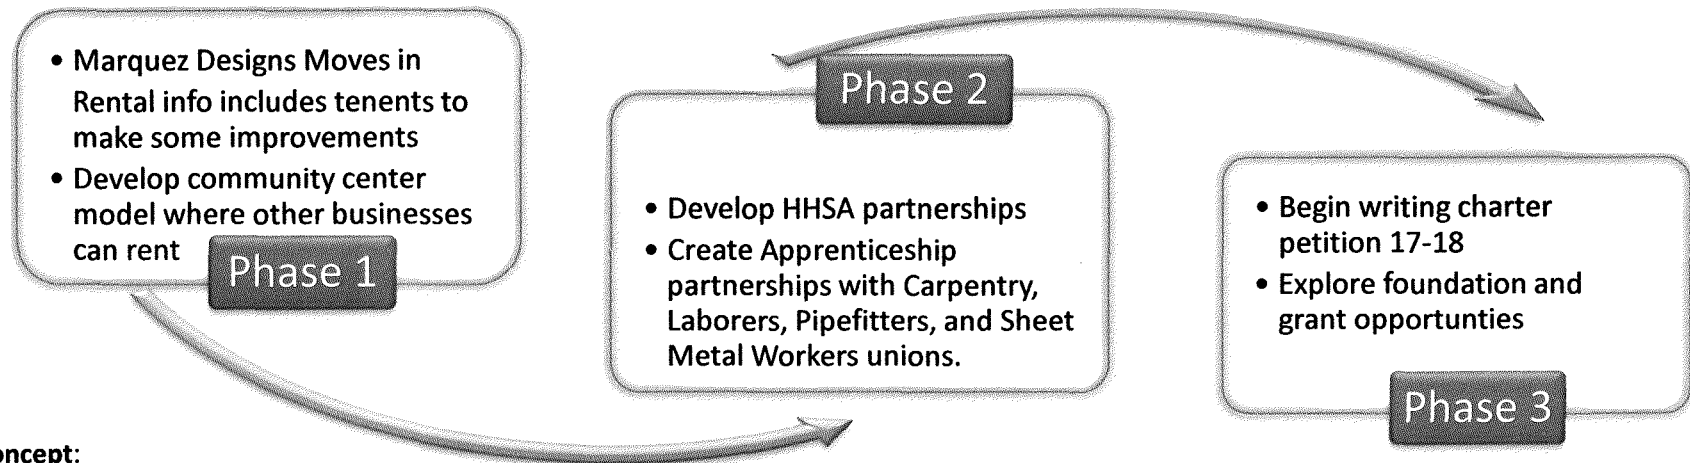 • Marquez Designs Moves in
Rental info includes tenents to
make some improvements
• Develop community center
model where other businesses
can rent
Phase 1
Phase 2
• Develop HHSA partnerships
• Create Apprenticeship
partnerships with Carpentry,
Laborers, Pipefitters, and Sheet
Metal Workers unions.
• Begin writing charter
petition 17-18
• Explore foundation and
grant opportunties
Phase 3
oncept: